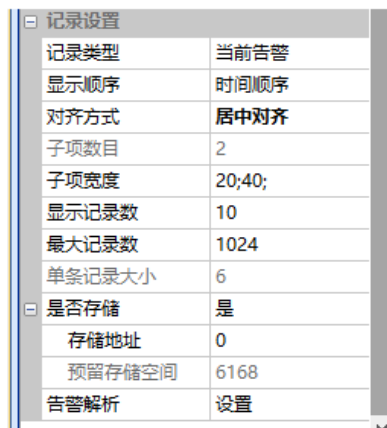 记录设置
记录类型 当前告警
显示顺序 时间顺序
对齐方式 居中对齐
子项数目 2
子项宽度 20;40;
显示记录数 10
最大记录数 1024
单条记录大小 6
是否存储 是
存储地址 0
预留存储空间 6168
告警解析 设置